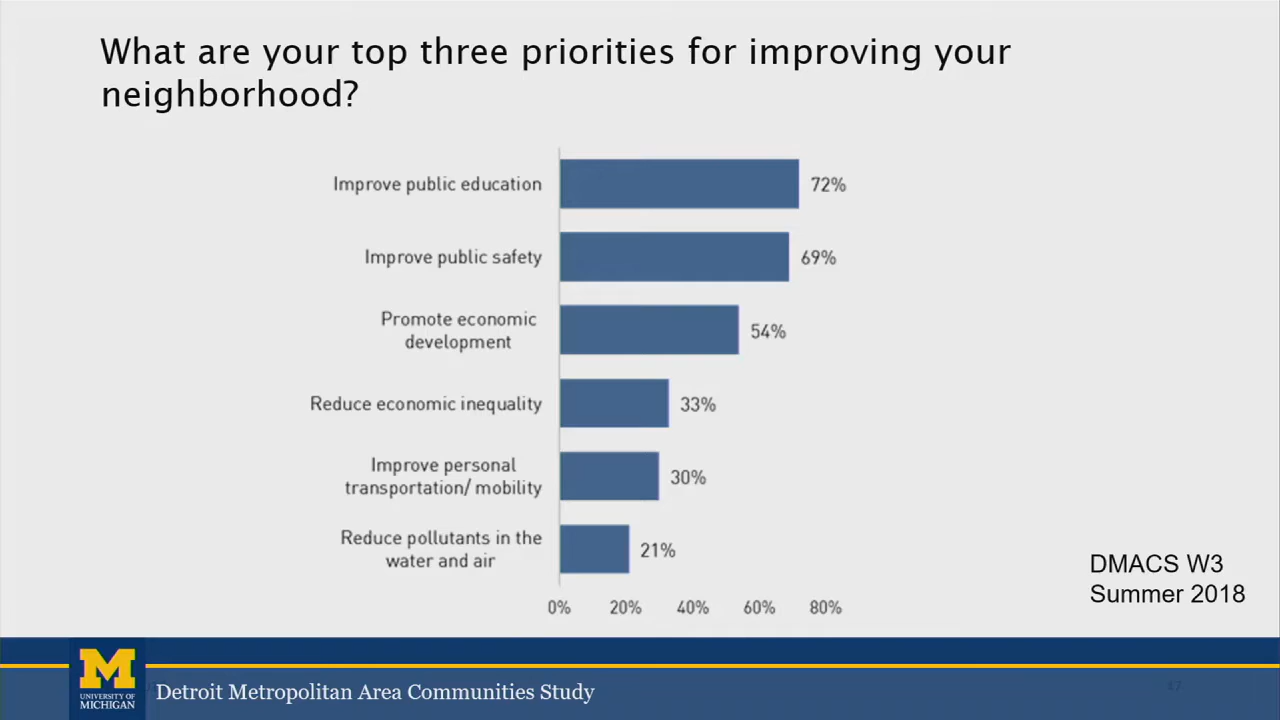 What are your top three priorities for improving your
neighborhood?
Improve public education
72%
Improve public safety
69%
Promote economic
development
54%
Reduce economic inequality
33%
Improve personal
transportation/ mobility
30%
Reduce pollutants in the
water and air
21%
0% 20% 40% 60% 80%
DMACS W3
Summer 2018
M
UNIVERSITY OF
MICHIGAN
Detroit Metropolitan Area Communities Study
47